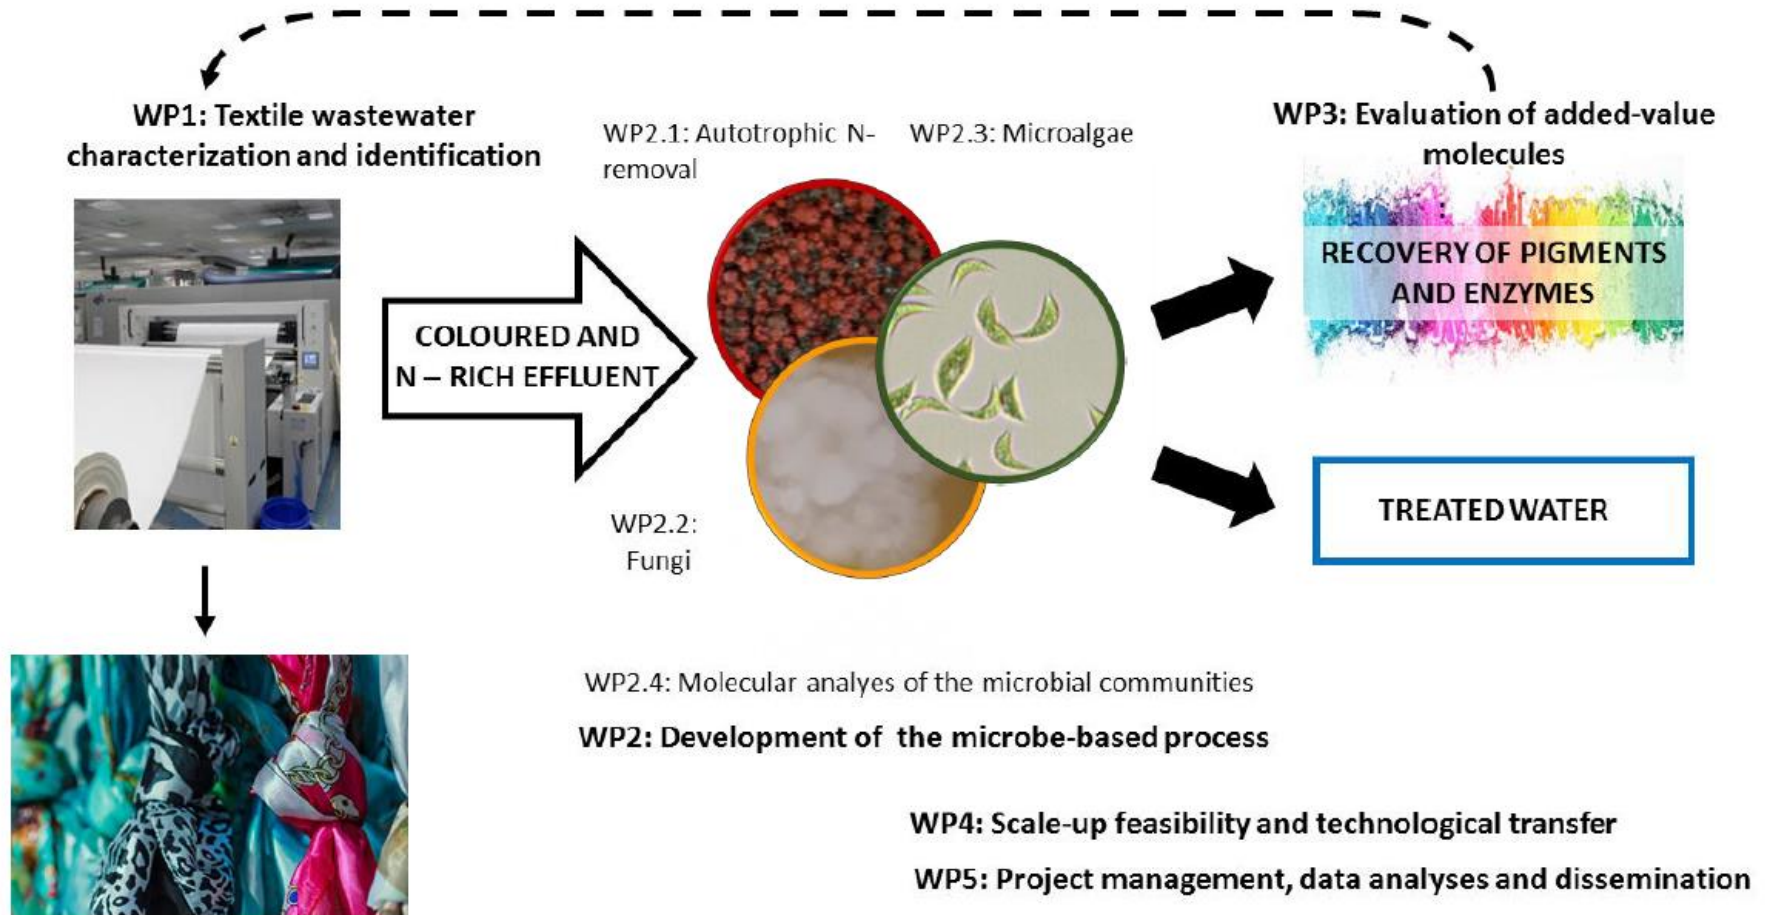 WP1: Textile wastewater
characterization and identification
WP2.1: Autotrophic N-
removal
WP2.3: Microalgae
WP3: Evaluation of added-value
molecules
RECOVERY OF PIGMENTS
AND ENZYMES
COLOURED AND
N – RICH EFFLUENT
TREATED WATER
WP2.2:
Fungi
WP2.4: Molecular analyes of the microbial communities
WP2: Development of the microbe-based process
WP4: Scale-up feasibility and technological transfer
WP5: Project management, data analyses and dissemination